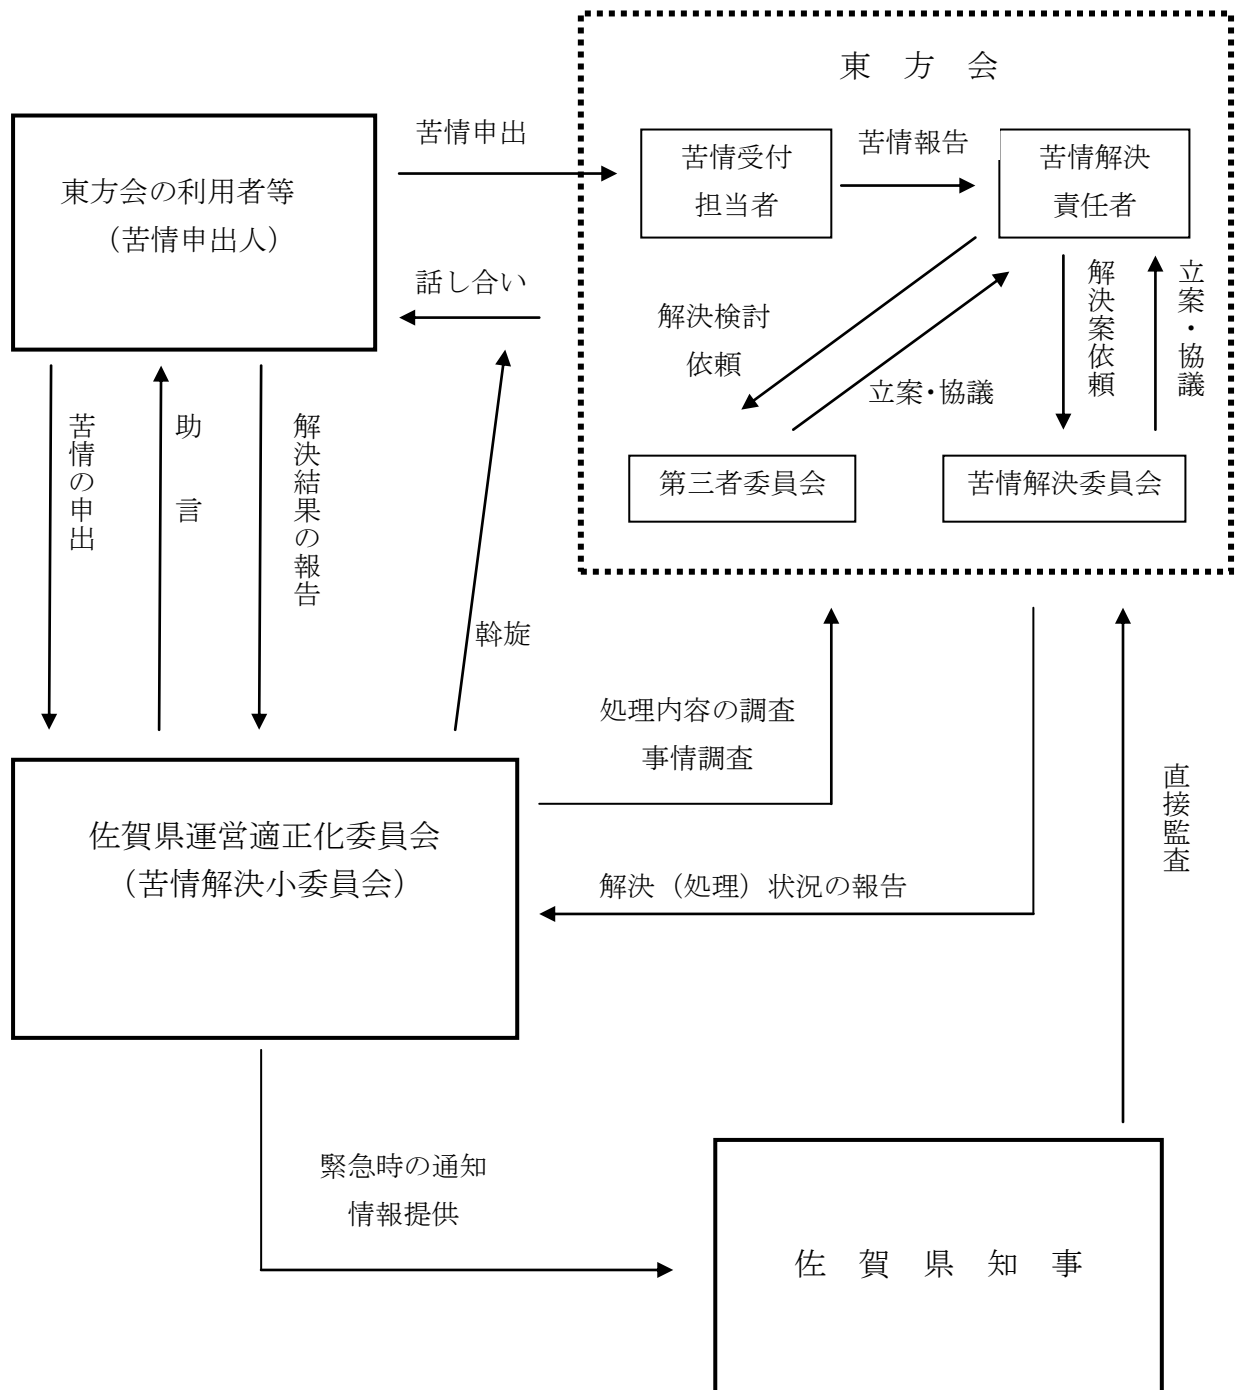 東　方　会
苦情申出
苦情受付
担当者
苦情報告
苦情解決
責任者
東方会の利用者等
（苦情申出人）
話し合い
解決検討
依頼
立案・協議
解決案依頼
立案・協議
第三者委員会
苦情解決委員会
苦情の申出
助　言
解決結果の報告
斡旋
処理内容の調査
事情調査
直接監査
佐賀県運営適正化委員会
（苦情解決小委員会）
解決（処理）状況の報告
緊急時の通知
情報提供
佐　賀　県　知　事